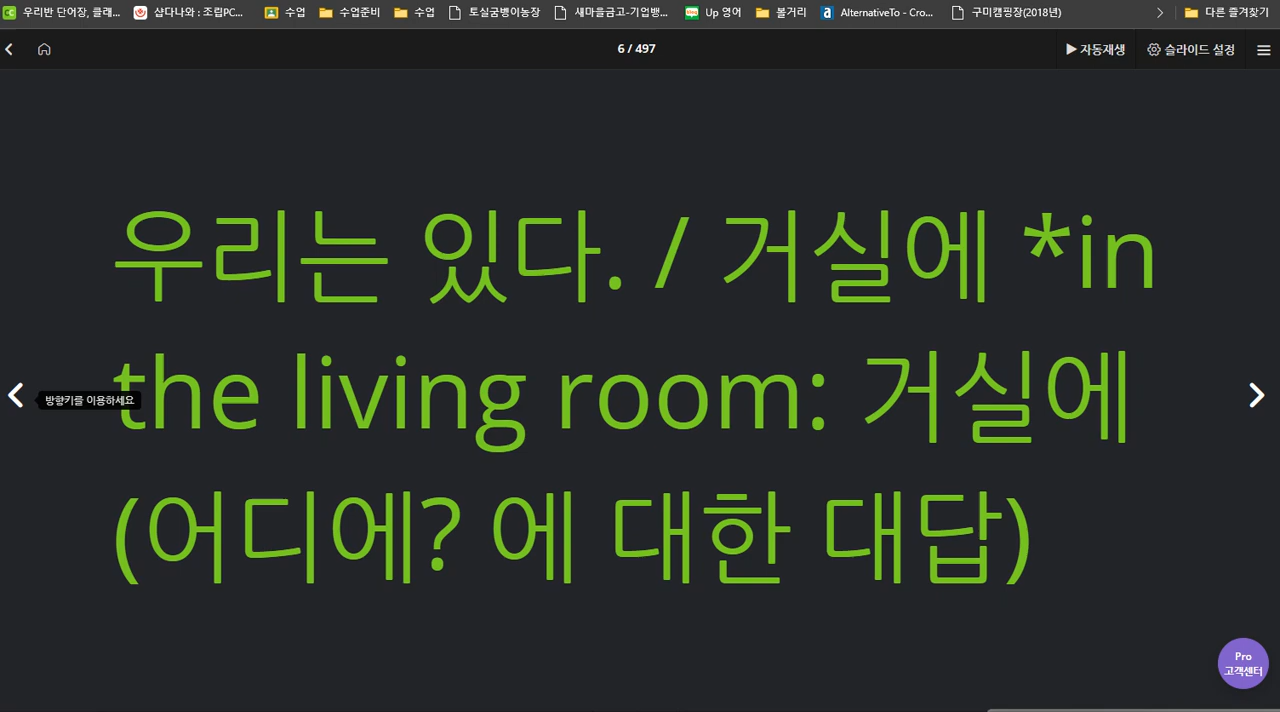 우리반 단어장, 클래...
샵다나와 : 조립PC...
수업
수업준비
수업
토실굼벵이농장
새마을금고-기업뱅...
Up 영어
볼거리
AlternativeTo - Cro...
구미캠핑장(2018년)
다른 즐겨찾기
6 / 497
자동재생
슬라이드 설정
우리는 있다. / 거실에 *in
the living room: 거실에
(어디에? 에 대한 대답)
방향키를 이용하세요
Pro
고객센터